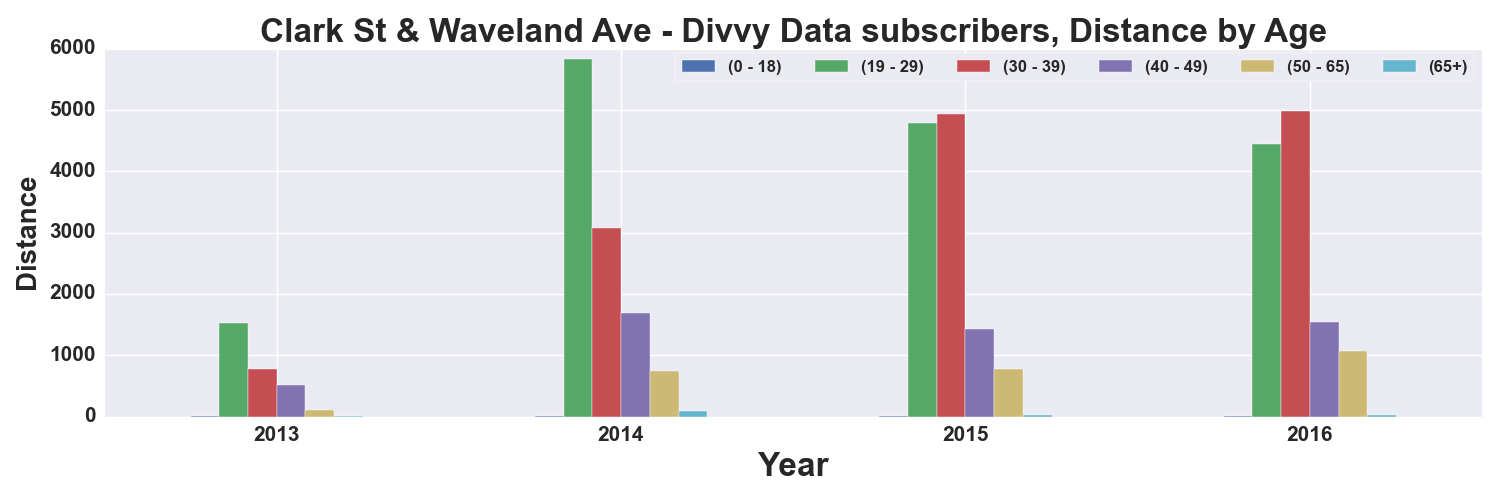 Clark St & Waveland Ave - Divvy Data subscribers, Distance by Age
(0 - 18) (19 - 29) (30 - 39) (40 - 49) (50 - 65) (65+)
6000
5000
4000
3000
2000
1000
0
Distance
2013 2014 2015 2016
Year